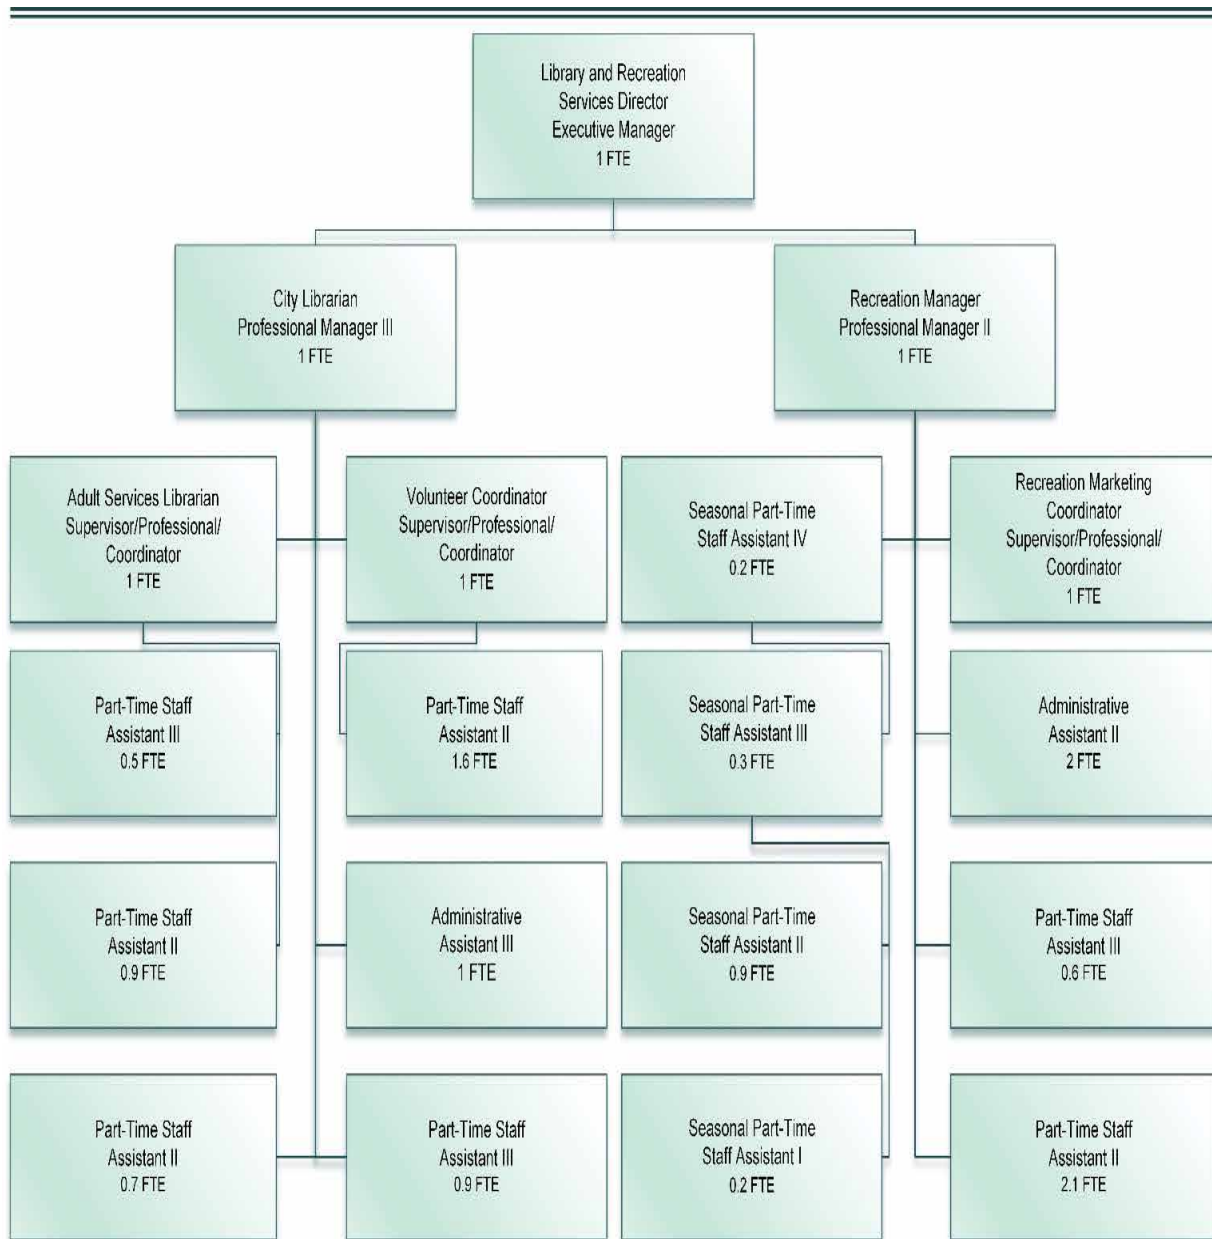 Library and Recreation
Services Director
Executive Manager
1 FTE
City Librarian
Professional Manager III
1 FTE
Recreation Manager
Professional Manager II
1 FTE
Adult Services Librarian
Supervisor/Professional/
Coordinator
1 FTE
Volunteer Coordinator
Supervisor/Professional/
Coordinator
1 FTE
Seasonal Part-Time
Staff Assistant IV
0.2 FTE
Recreation Marketing
Coordinator
Supervisor/Professional/
Coordinator
1 FTE
Part-Time Staff
Assistant III
0.5 FTE
Part-Time Staff
Assistant II
1.6 FTE
Seasonal Part-Time
Staff Assistant III
0.3 FTE
Administrative
Assistant II
2 FTE
Part-Time Staff
Assistant II
0.9 FTE
Administrative
Assistant III
1 FTE
Seasonal Part-Time
Staff Assistant II
0.9 FTE
Part-Time Staff
Assistant III
0.6 FTE
Part-Time Staff
Assistant II
0.7 FTE
Part-Time Staff
Assistant III
0.9 FTE
Seasonal Part-Time
Staff Assistant I
0.2 FTE
Part-Time Staff
Assistant II
2.1 FTE